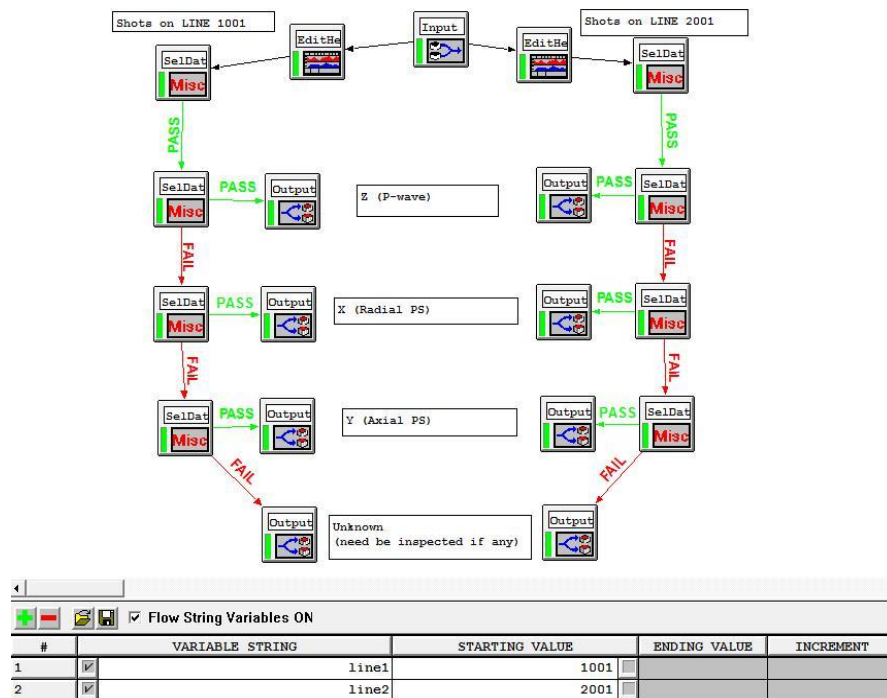 Shots on LINE 1001
Input
Shots on LINE 2001
EditHe
EditHe
SelDat
Misc
SelDat
Misc
PASS
PASS
SelDat
Misc
PASS
Output
Z (P-wave)
Output
PASS
SelDat
Misc
FAIL
FAIL
SelDat
Misc
PASS
Output
X (Radial PS)
Output
PASS
SelDat
Misc
FAIL
FAIL
SelDat
Misc
PASS
Output
Y (Axial PS)
Output
PASS
SelDat
Misc
FAIL
FAIL
Output
Unknown
(need be inspected if any)
Output
Flow String Variables ON
# VARIABLE STRING STARTING VALUE ENDING VALUE INCREMENT
1 line1 1001
2 line2 2001